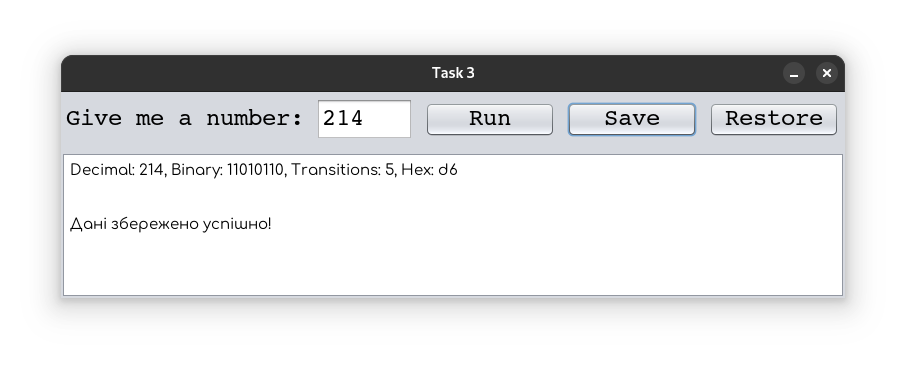 Task 3
Give me a number: 214 Run Save Restore
Decimal: 214, Binary: 11010110, Transitions: 5, Hex: d6
Дані збережено успішно!